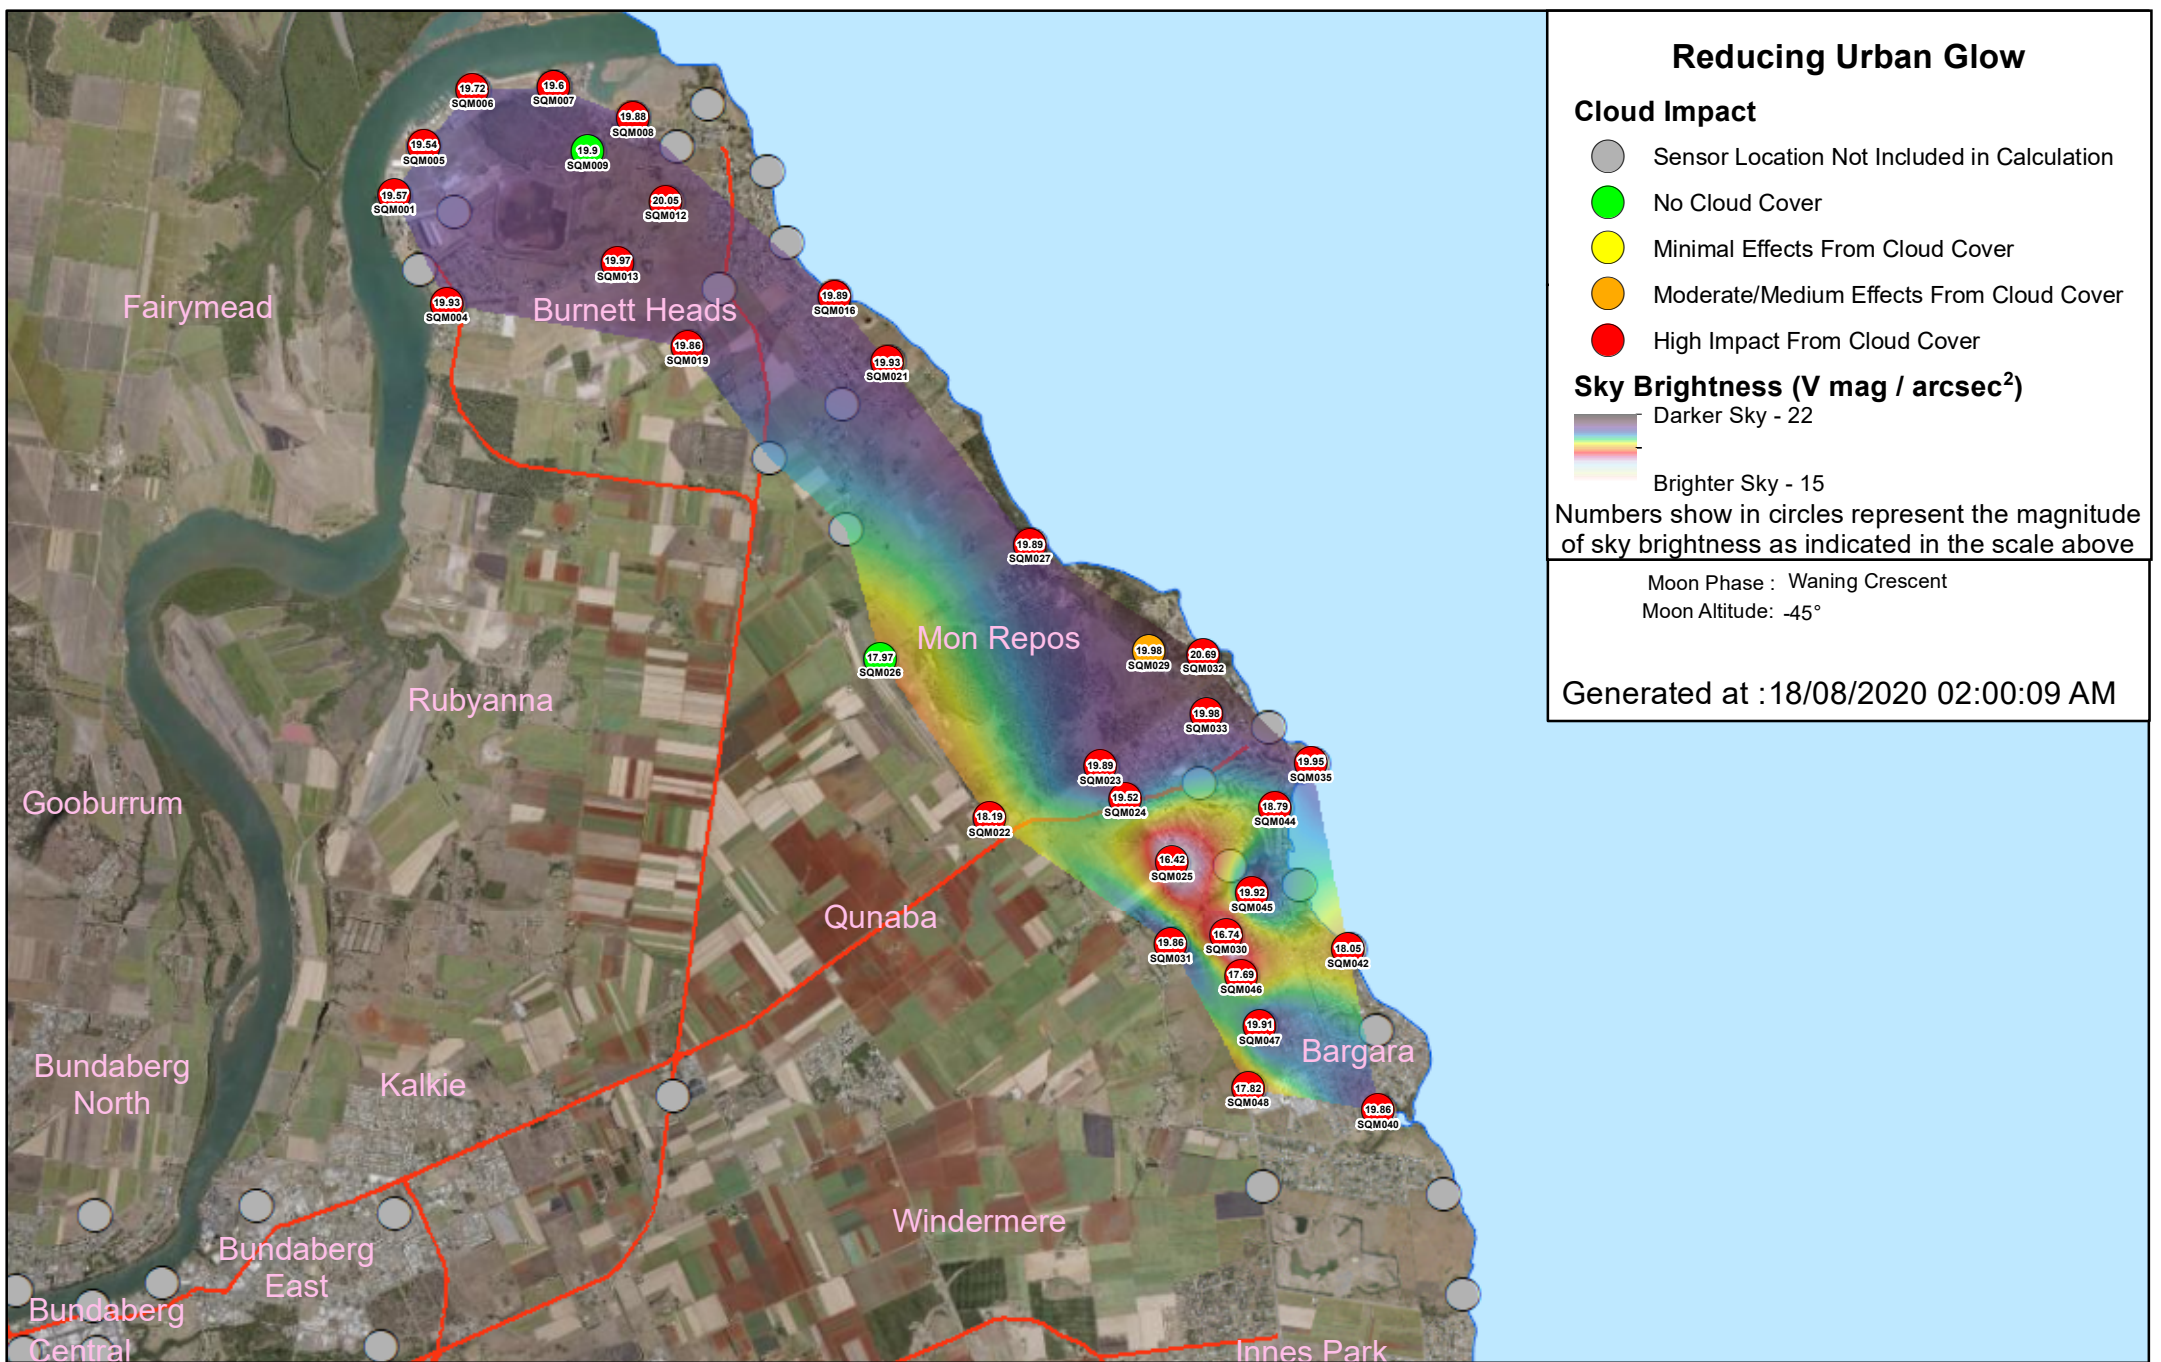 Reducing Urban Glow
Cloud Impact
Sensor Location Not Included in Calculation
No Cloud Cover
Minimal Effects From Cloud Cover
Moderate/Medium Effects From Cloud Cover
High Impact From Cloud Cover
Sky Brightness (V mag / arcsec²)
Darker Sky - 22
Brighter Sky - 15
Numbers show in circles represent the magnitude
of sky brightness as indicated in the scale above
Moon Phase : Waning Crescent
Moon Altitude: -45°
Generated at :18/08/2020 02:00:09 AM
19.72
SQM006
19.6
SQM007
19.88
SQM008
19.54
SQM005
19.9
SQM009
19.57
SQM001
20.05
SQM012
19.97
SQM013
19.93
SQM004
Fairymead
Burnett Heads
19.89
SQM016
19.86
SQM019
19.93
SQM021
19.89
SQM027
Mon Repos
17.97
SQM026
19.98
SQM029
20.69
SQM032
Rubyanna
19.98
SQM033
19.89
SQM023
19.95
SQM035
19.52
SQM024
18.79
SQM044
Gooburrum
18.19
SQM022
16.42
SQM025
19.92
SQM045
Qunaba
19.86
SQM031
16.74
SQM030
18.05
SQM042
17.69
SQM046
19.91
SQM047
Bargara
Bundaberg
North
Kalkie
17.82
SQM048
19.86
SQM040
Windermere
Bundaberg
East
Bundaberg
Central
Innes Park